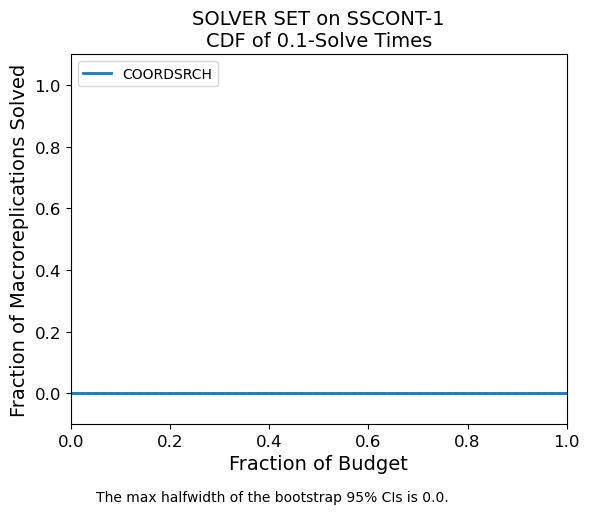 SOLVER SET on SSCONT-1
CDF of 0.1-Solve Times
COORDSRCH
Fraction of Macroreplications Solved
1.0
0.8
0.6
0.4
0.2
0.0
0.0 0.2 0.4 0.6 0.8 1.0
Fraction of Budget
The max halfwidth of the bootstrap 95% CIs is 0.0.